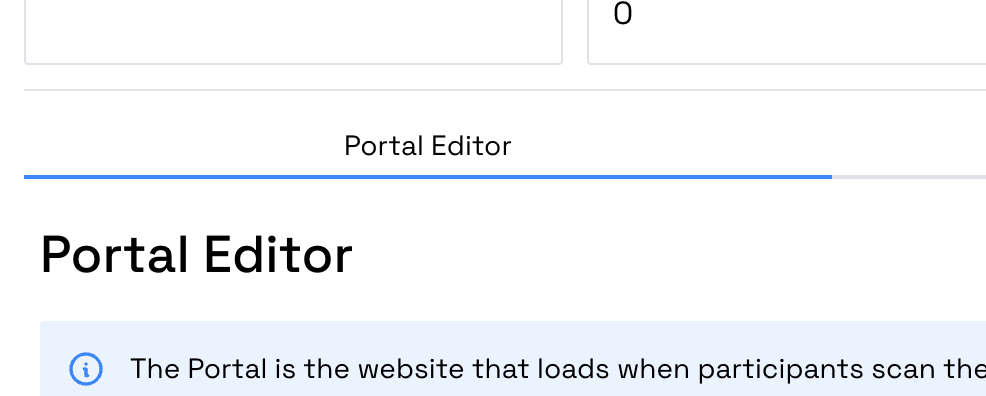 0
Portal Editor
Portal Editor
The Portal is the website that loads when participants scan the